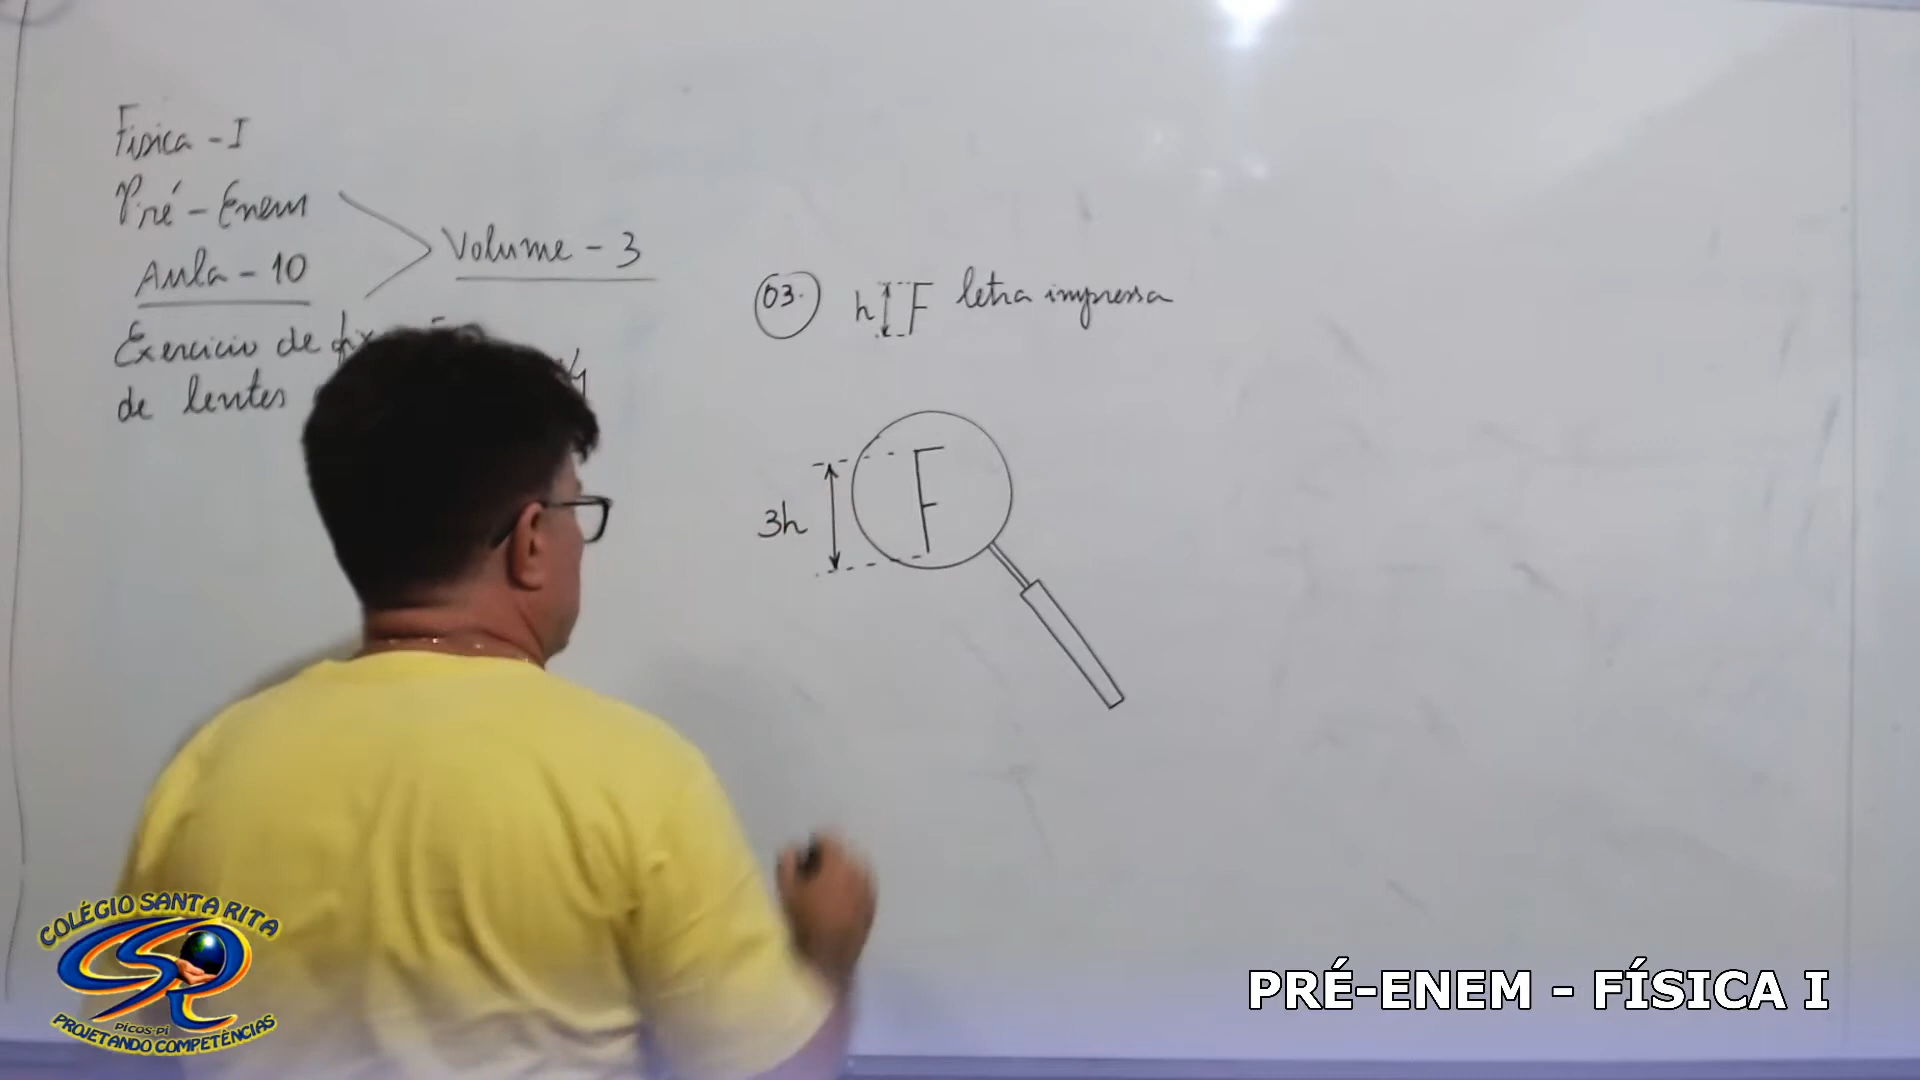 Física - I
Pré - Enem
Aula - 10
Volume - 3
Exercicio de
de lentes
03.
h F letra impressa
3h
F
COLÉGIO SANTA RITA
PICOS-PI
PROJETANDO COMPETÊNCIAS
PRÉ-ENEM - FÍSICA I